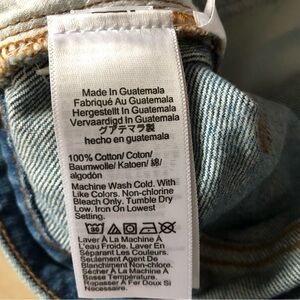 Made In Guatemala
Fabriqué Au Guatemala
Hergestellt In Guatemala
Vervaardigd In Guatemala
グアテマラ製
hecho en guatemala
100% Cotton/ Coton/
Baumwolle/ Katoen/ 綿/
algodón
Machine Wash Cold. With
Like Colors. Non-chlorine
Bleach Only. Tumble Dry
Low. Iron On Lowest
Setting.
30
Laver À La Machine À
L'eau Froide. Laver En
Séparant Les Couleurs.
Seulement Agent De
Blanchiment Non-chlore.
Sécher À La Machine À
Basse Température.
Repasser À Fer Doux Si
Necessaire.